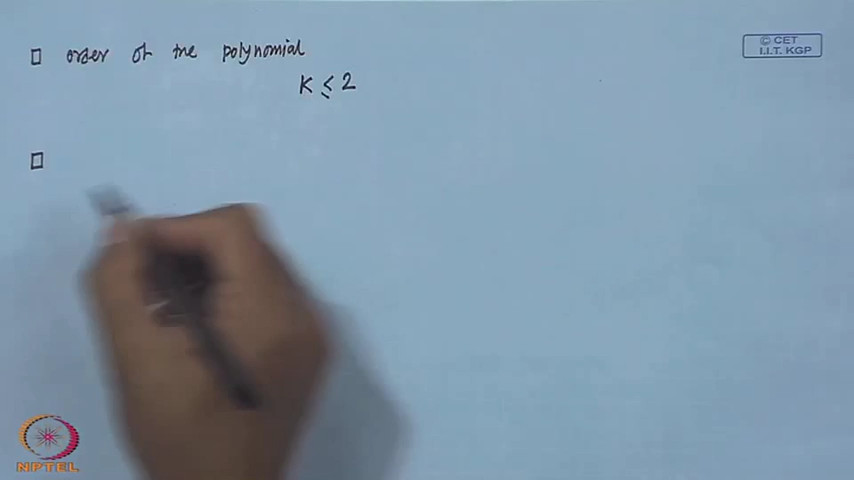 □ order of the polynomial
K ≤ 2
□
© CET
I.I.T. KGP
NPTEL